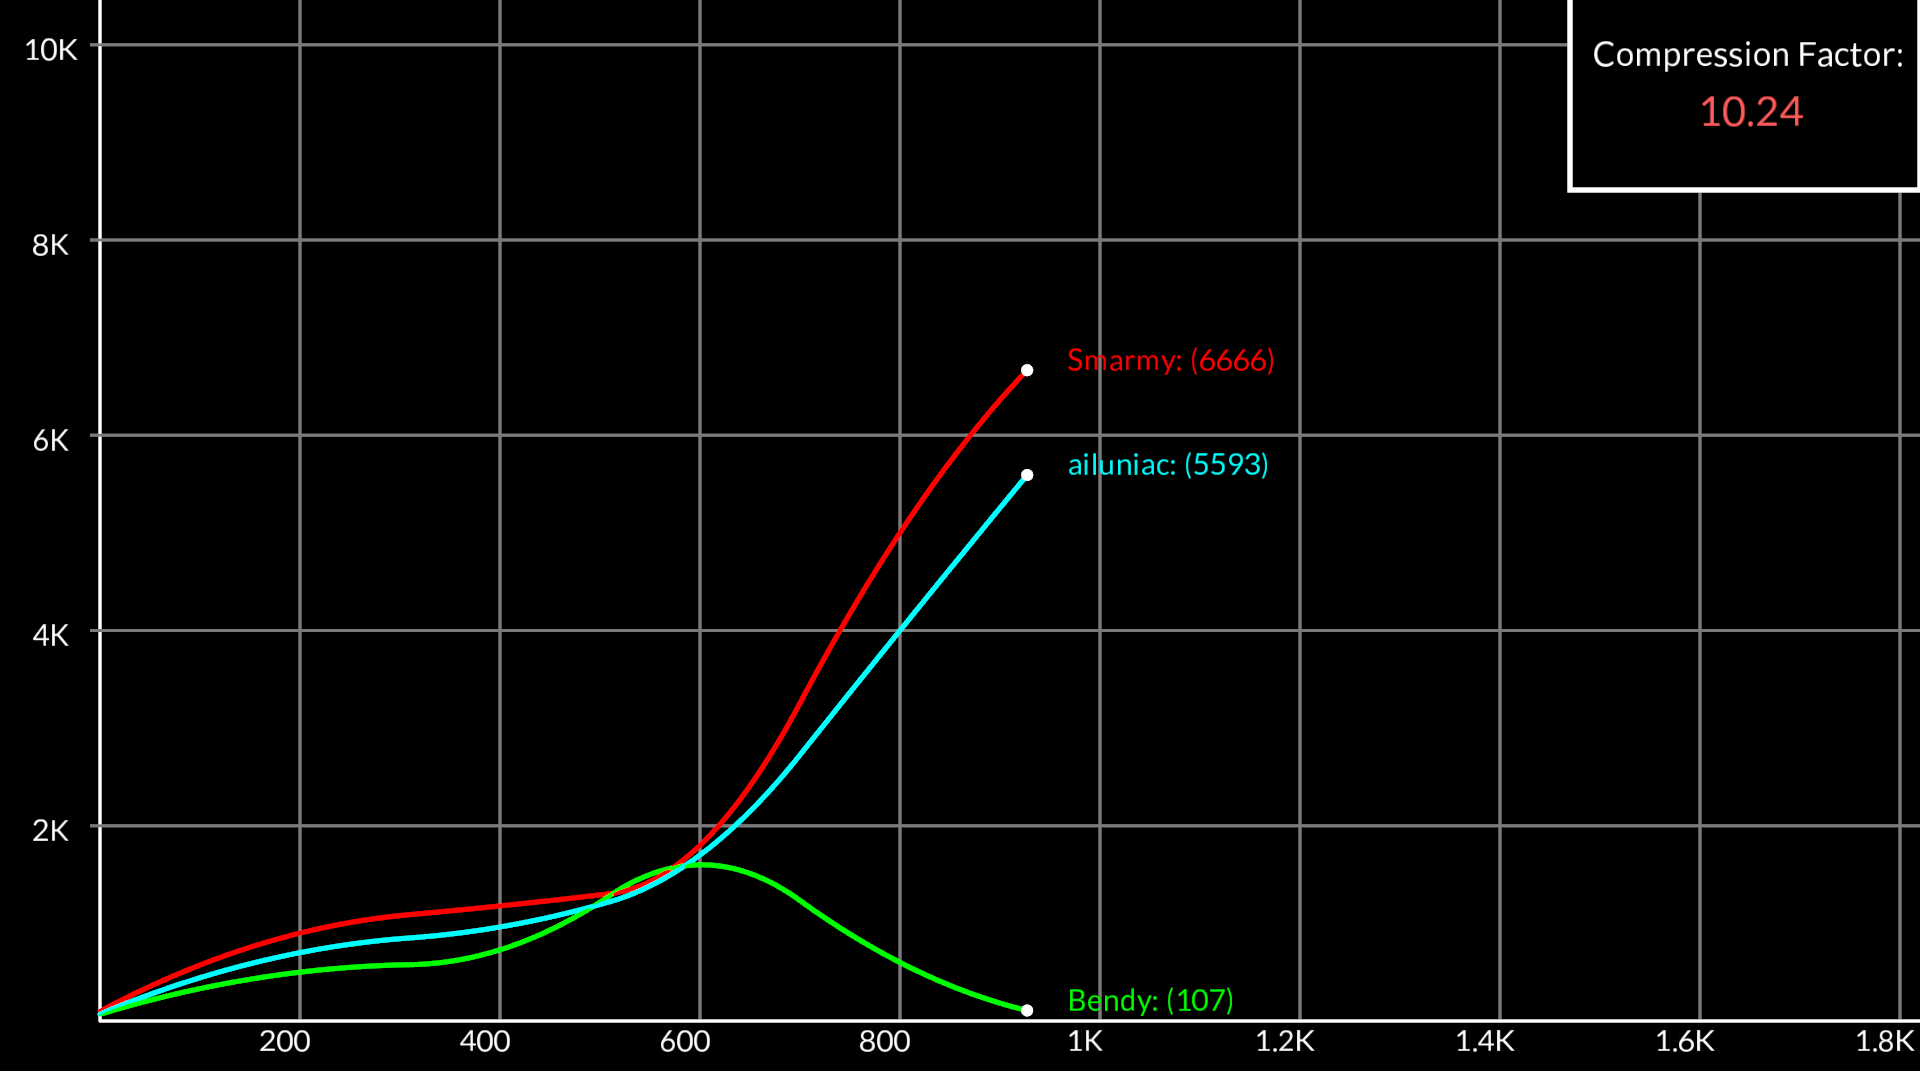 10K
Compression Factor:
10.24
8K
Smarmy: (6666)
6K
ailuniac: (5593)
4K
2K
Bendy: (107)
200 400 600 800 1K 1.2K 1.4K 1.6K 1.8K